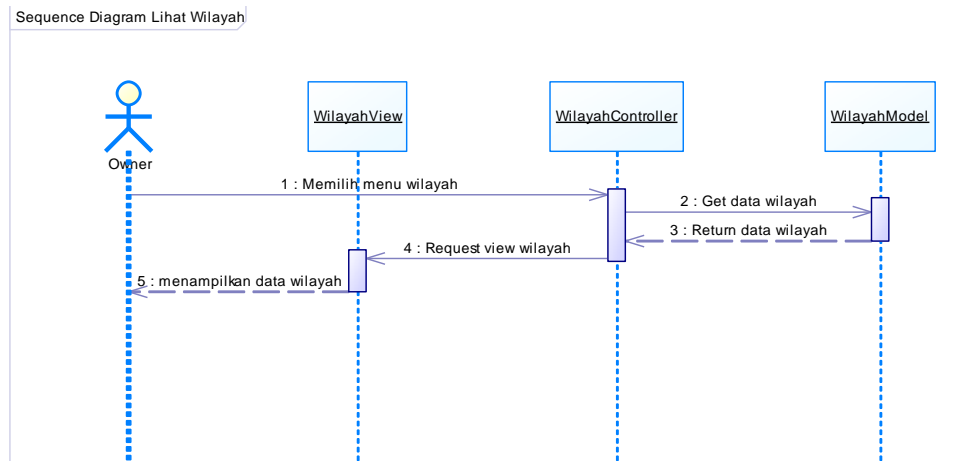 Sequence Diagram Lihat Wilayah
WilayahView
WilayahController
WilayahModel
Owner
1 : Memilih menu wilayah
2 : Get data wilayah
3 : Return data wilayah
4 : Request view wilayah
5 : menampilkan data wilayah